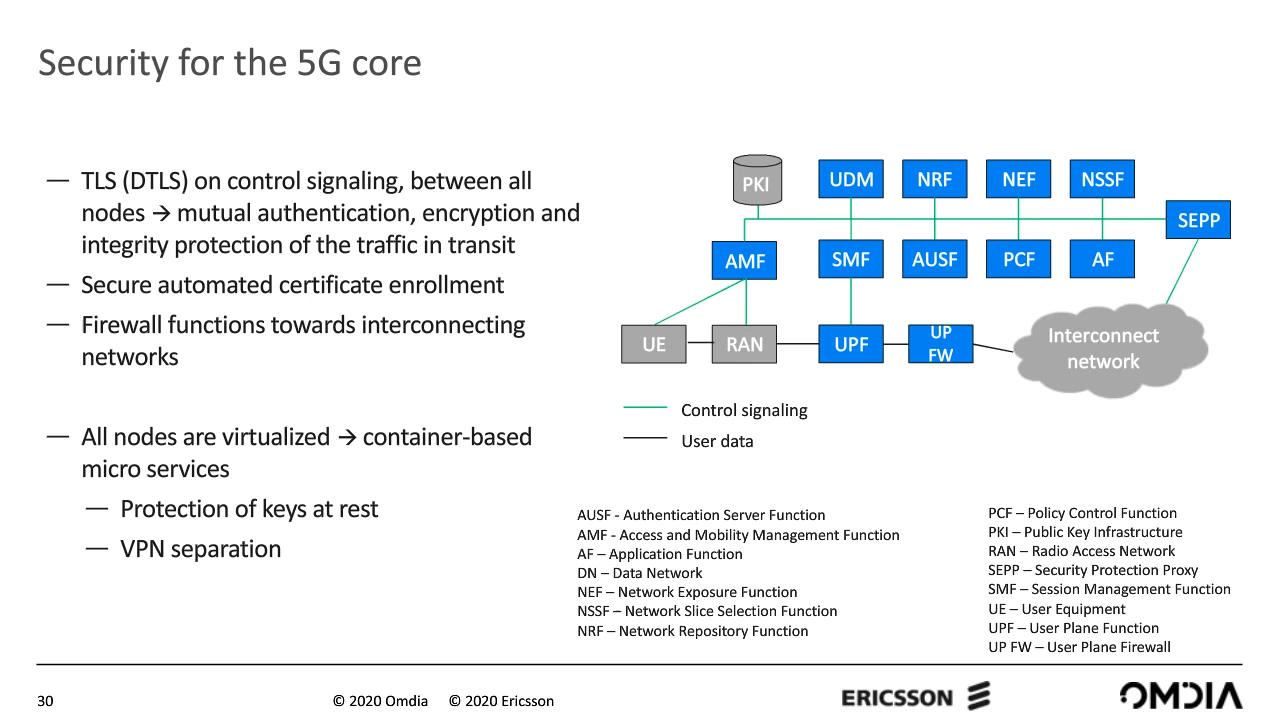 Security for the 5G core
— TLS (DTLS) on control signaling, between all
nodes → mutual authentication, encryption and
integrity protection of the traffic in transit
— Secure automated certificate enrollment
— Firewall functions towards interconnecting
networks
— All nodes are virtualized → container-based
micro services
— Protection of keys at rest
— VPN separation
PKI
UDM
NRF
NEF
NSSF
SEPP
AMF
SMF
AUSF
PCF
AF
UE
RAN
UPF
UP
FW
Interconnect
network
Control signaling
User data
AUSF - Authentication Server Function
AMF - Access and Mobility Management Function
AF – Application Function
DN – Data Network
NEF – Network Exposure Function
NSSF – Network Slice Selection Function
NRF – Network Repository Function
PCF – Policy Control Function
PKI – Public Key Infrastructure
RAN – Radio Access Network
SEPP – Security Protection Proxy
SMF – Session Management Function
UE – User Equipment
UPF – User Plane Function
UP FW – User Plane Firewall
30
© 2020 Omdia © 2020 Ericsson
ERICSSON
OMDIA